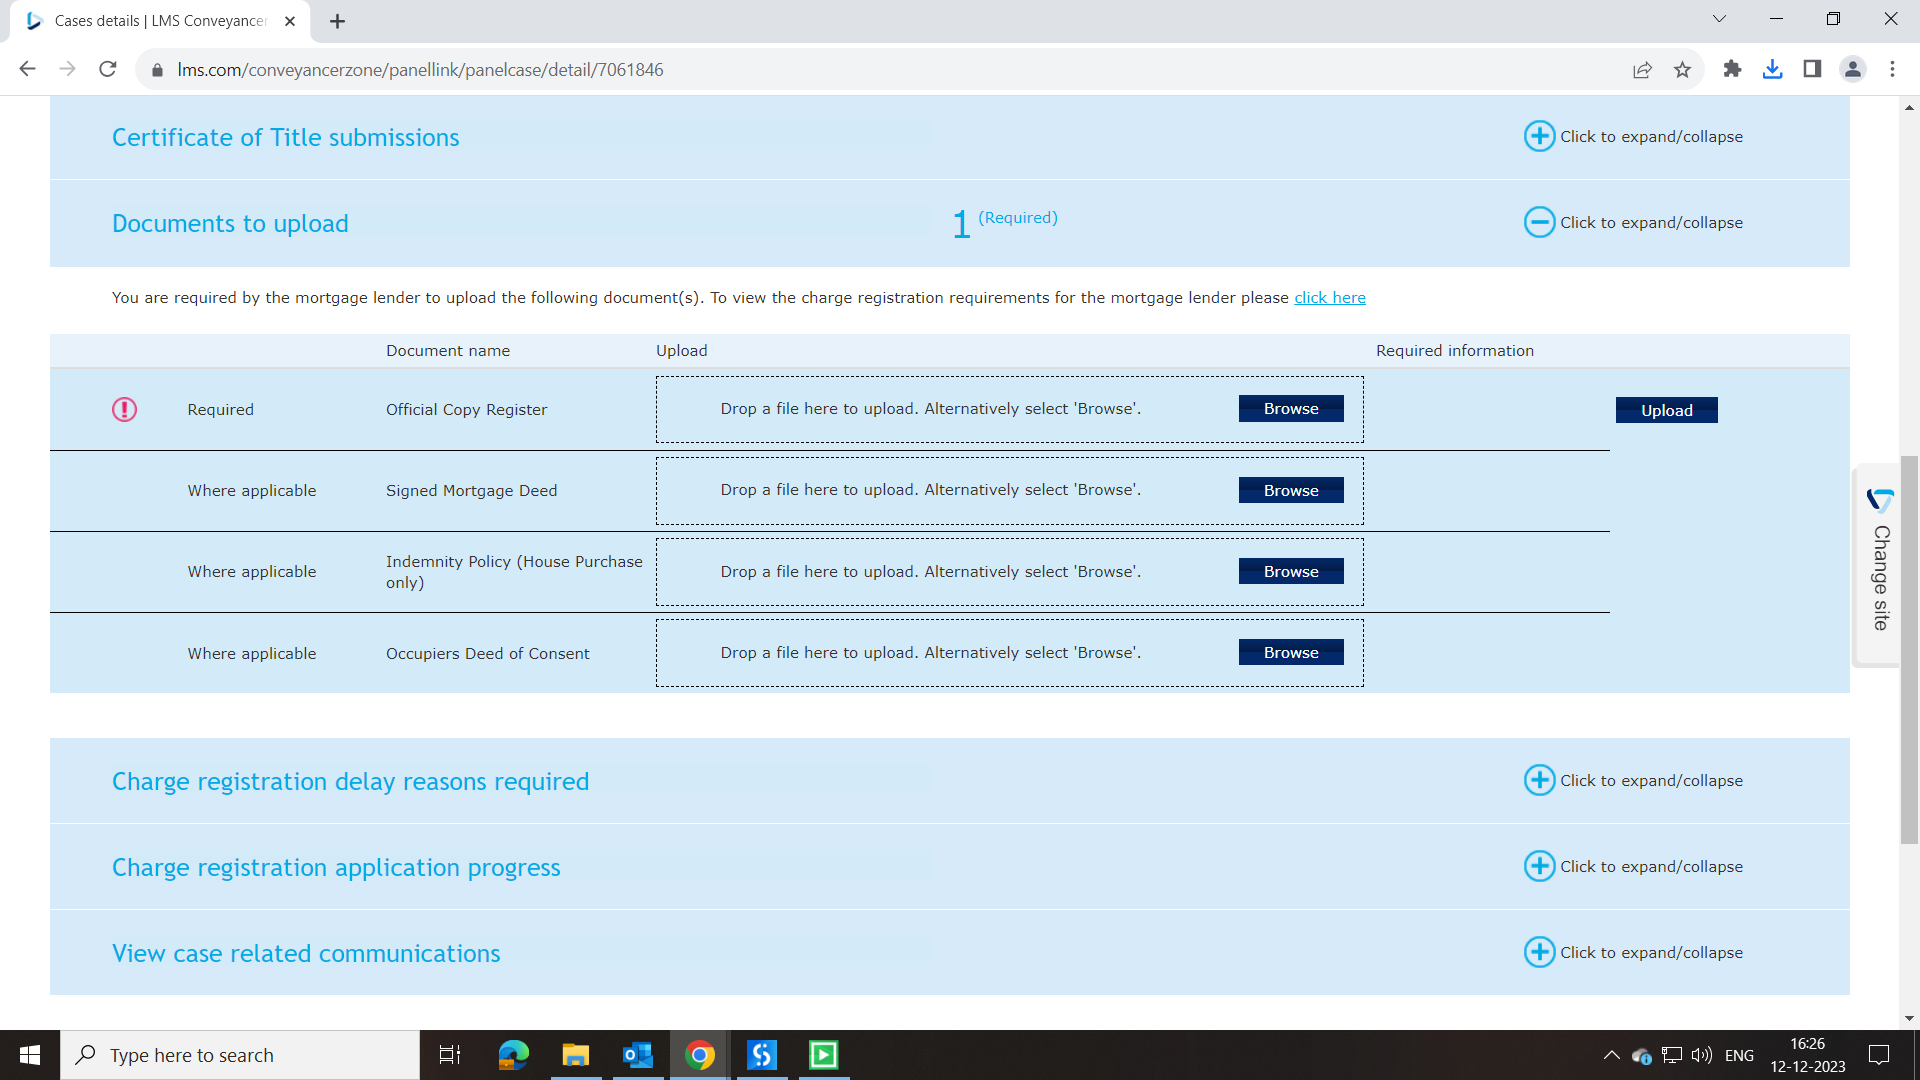 Cases details | LMS Conveyancer
lms.com/conveyancerzone/panellink/panelcase/detail/7061846
Certificate of Title submissions
Click to expand/collapse
Documents to upload
1 (Required)
Click to expand/collapse
You are required by the mortgage lender to upload the following document(s). To view the charge registration requirements for the mortgage lender please click here
Document name Upload Required information
Required Official Copy Register Drop a file here to upload. Alternatively select 'Browse'. Browse Upload
Where applicable Signed Mortgage Deed Drop a file here to upload. Alternatively select 'Browse'. Browse
Where applicable Indemnity Policy (House Purchase
only) Drop a file here to upload. Alternatively select 'Browse'. Browse
Where applicable Occupiers Deed of Consent Drop a file here to upload. Alternatively select 'Browse'. Browse
Change site
Charge registration delay reasons required
Click to expand/collapse
Charge registration application progress
Click to expand/collapse
View case related communications
Click to expand/collapse
Type here to search
ENG
16:26
12-12-2023